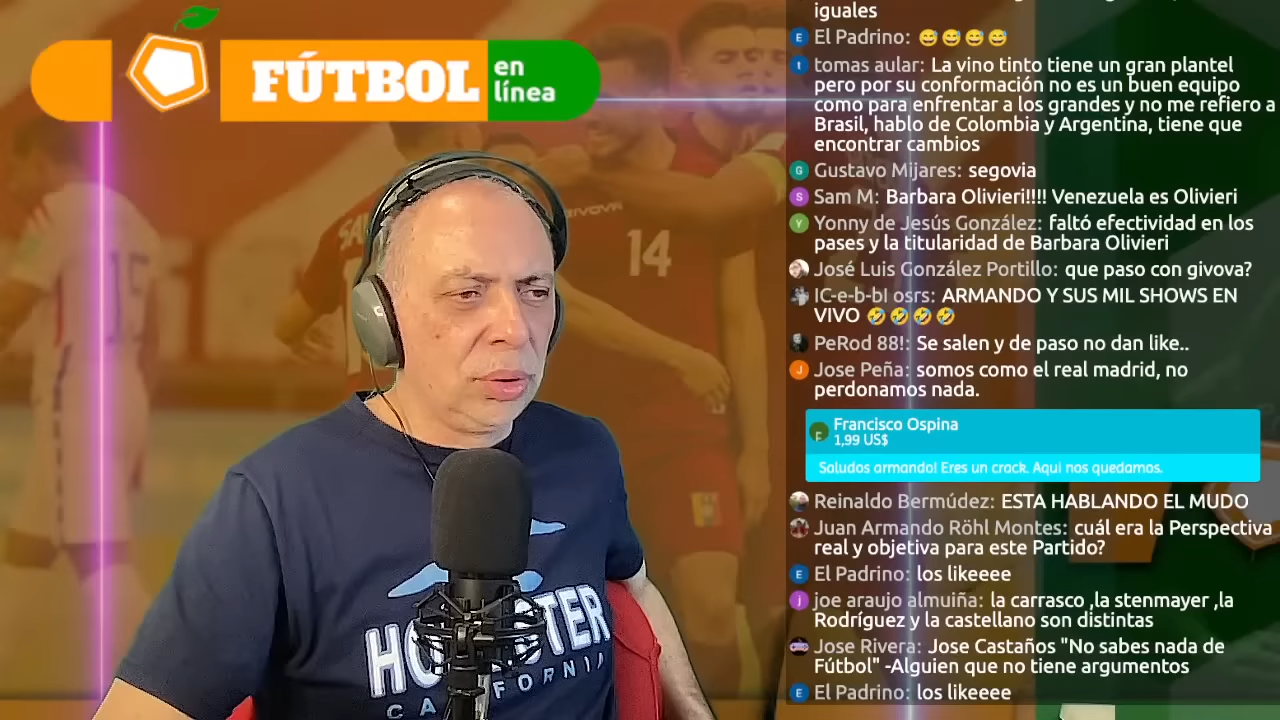 FÚTBOL
en
línea
GIVOVA
14
15
HO STER
CALIFORNIA
iguales
E El Padrino: 😅😅😅😅
t tomas aular: La vino tinto tiene un gran plantel
pero por su conformación no es un buen equipo
como para enfrentar a los grandes y no me refiero a
Brasil, hablo de Colombia y Argentina, tiene que
encontrar cambios
G Gustavo Mijares: segovia
S Sam M: Barbara Olivieri!!!! Venezuela es Olivieri
Y Yonny de Jesús González: faltó efectividad en los
pases y la titularidad de Barbara Olivieri
José Luis González Portillo: que paso con givova?
IC-e-b-bI osrs: ARMANDO Y SUS MIL SHOWS EN
VIVO 🤣🤣🤣🤣
PeRod 88!: Se salen y de paso no dan like..
J Jose Peña: somos como el real madrid, no
perdonamos nada.
F Francisco Ospina
1,99 US$
Saludos armando! Eres un crack. Aqui nos quedamos.
Reinaldo Bermúdez: ESTA HABLANDO EL MUDO
Juan Armando Röhl Montes: cuál era la Perspectiva
real y objetiva para este Partido?
E El Padrino: los likeeee
j joe araujo almuiña: la carrasco ,la stenmayer ,la
Rodríguez y la castellano son distintas
Jose Rivera: Jose Castaños "No sabes nada de
Fútbol" -Alguien que no tiene argumentos
E El Padrino: los likeeee